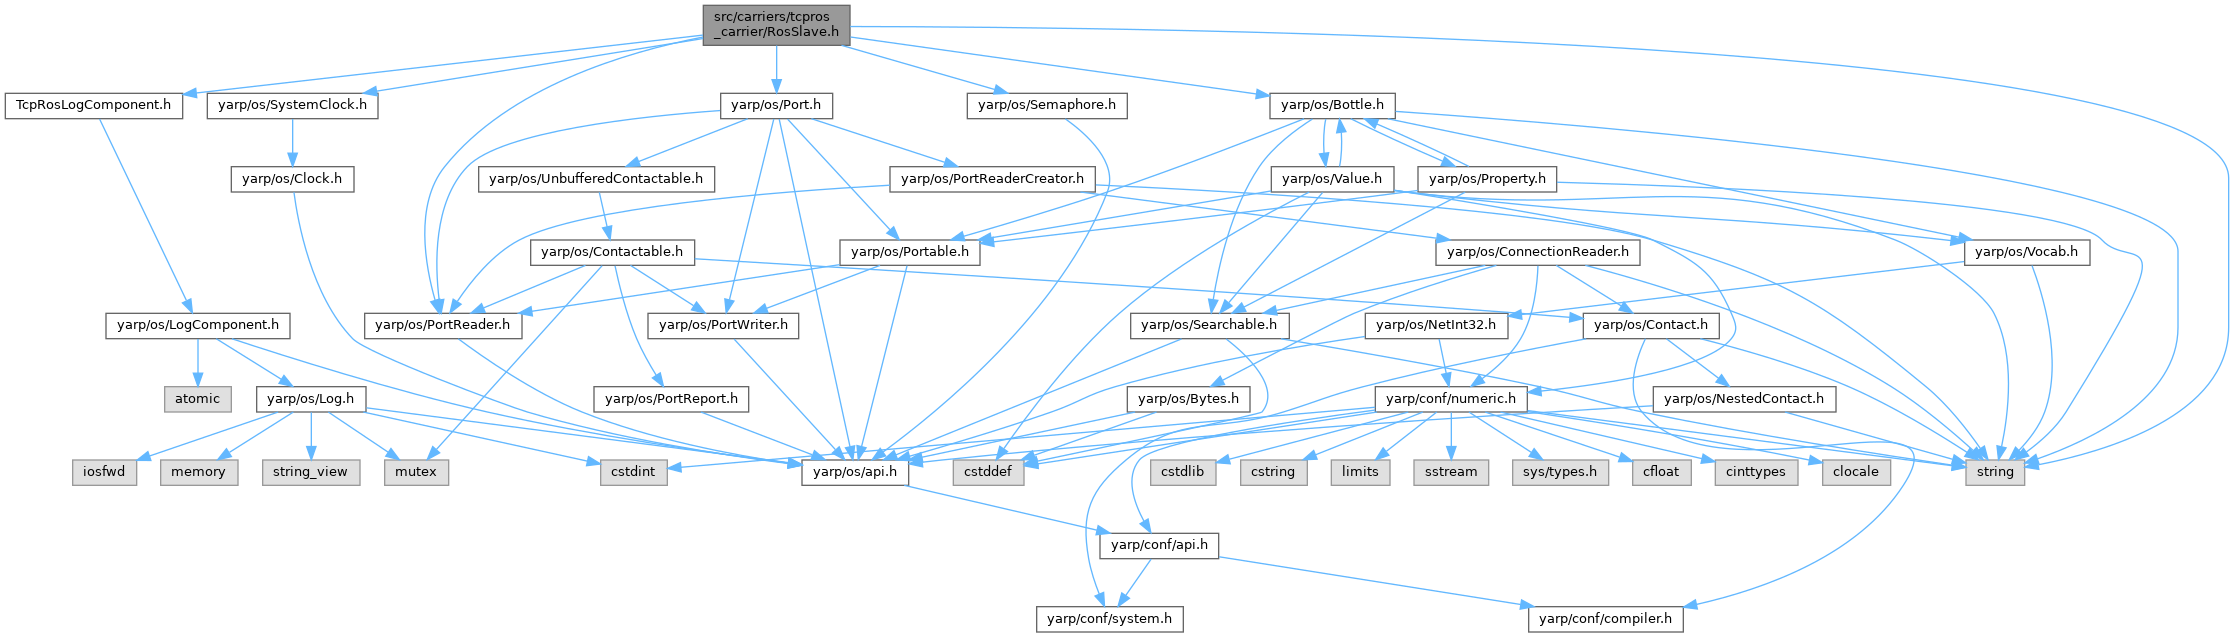 src/carriers/tcpros
_carrier/RosSlave.h
TcpRosLogComponent.h
yarp/os/SystemClock.h
yarp/os/Port.h
yarp/os/Semaphore.h
yarp/os/Bottle.h
yarp/os/Clock.h
yarp/os/UnbufferedContactable.h
yarp/os/PortReaderCreator.h
yarp/os/Value.h
yarp/os/Property.h
yarp/os/Contactable.h
yarp/os/Portable.h
yarp/os/ConnectionReader.h
yarp/os/Vocab.h
yarp/os/LogComponent.h
yarp/os/PortReader.h
yarp/os/PortWriter.h
yarp/os/Searchable.h
yarp/os/NetInt32.h
yarp/os/Contact.h
atomic
yarp/os/Log.h
yarp/os/PortReport.h
yarp/os/Bytes.h
yarp/conf/numeric.h
yarp/os/NestedContact.h
iosfwd
memory
string_view
mutex
cstdint
yarp/os/api.h
cstddef
cstdlib
cstring
limits
sstream
sys/types.h
cfloat
cinttypes
clocale
string
yarp/conf/api.h
yarp/conf/system.h
yarp/conf/compiler.h